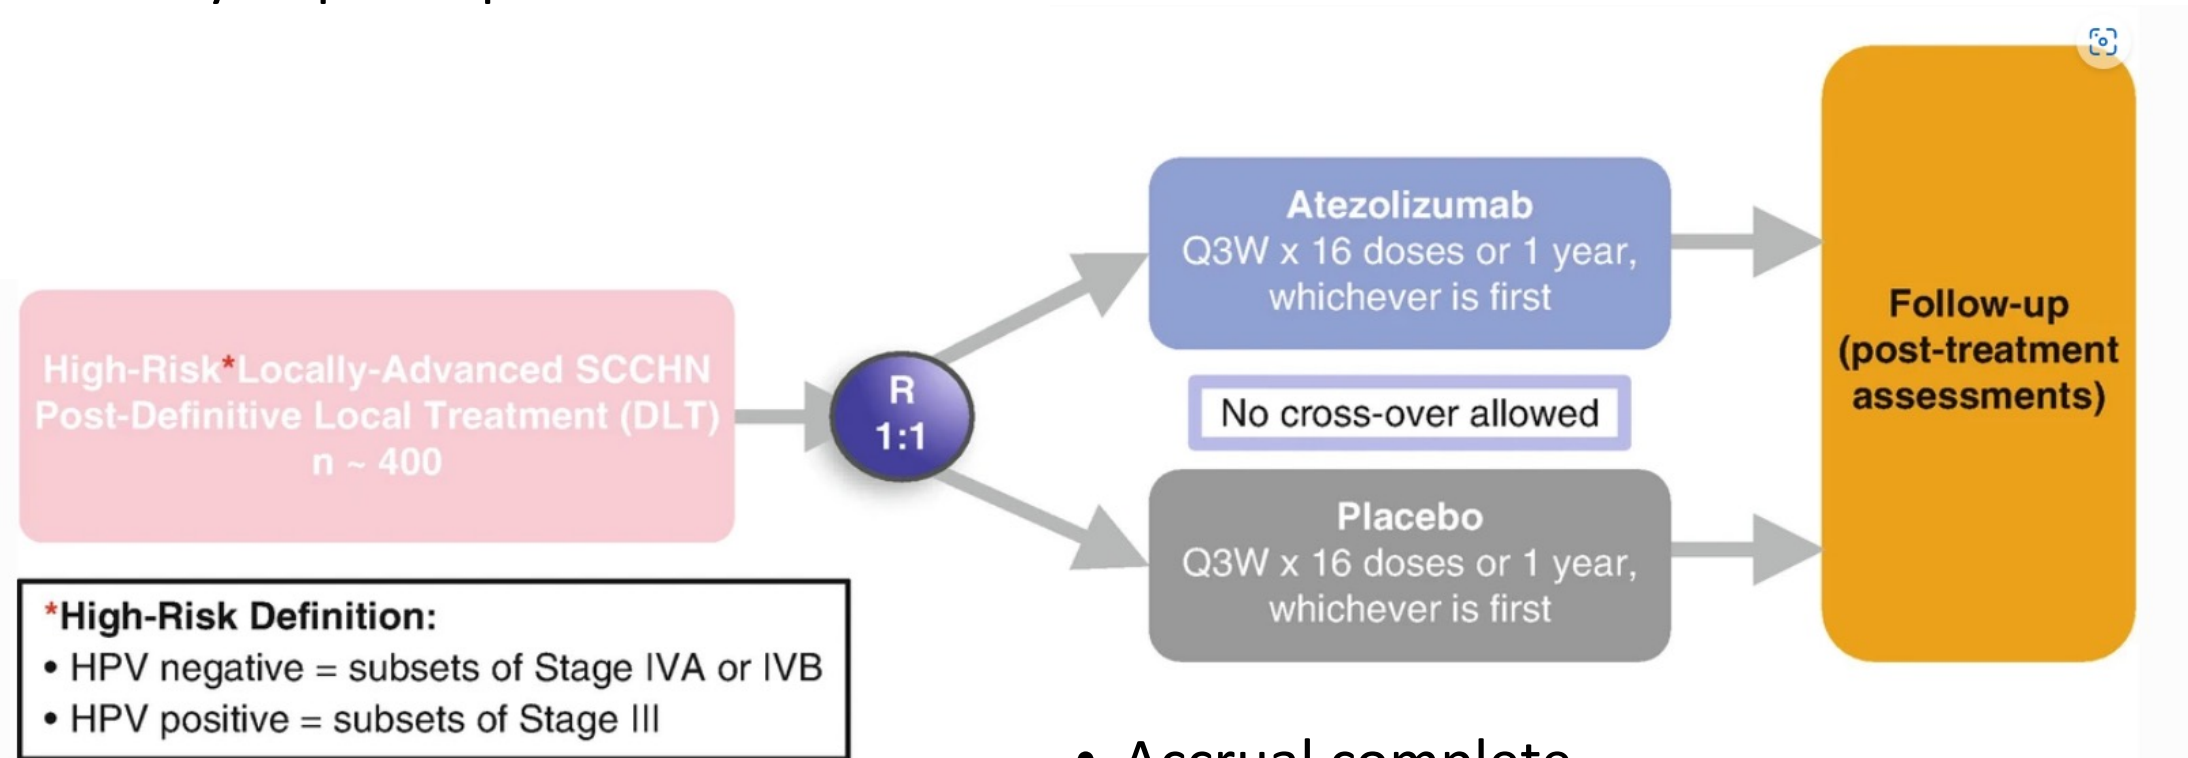 High-Risk*Locally-Advanced SCCHN
Post-Definitive Local Treatment (DLT)
n ~ 400
*High-Risk Definition:
• HPV negative = subsets of Stage IVA or IVB
• HPV positive = subsets of Stage III
R
1:1
Atezolizumab
Q3W x 16 doses or 1 year,
whichever is first
No cross-over allowed
Placebo
Q3W x 16 doses or 1 year,
whichever is first
Follow-up
(post-treatment
assessments)
• Accrual complete